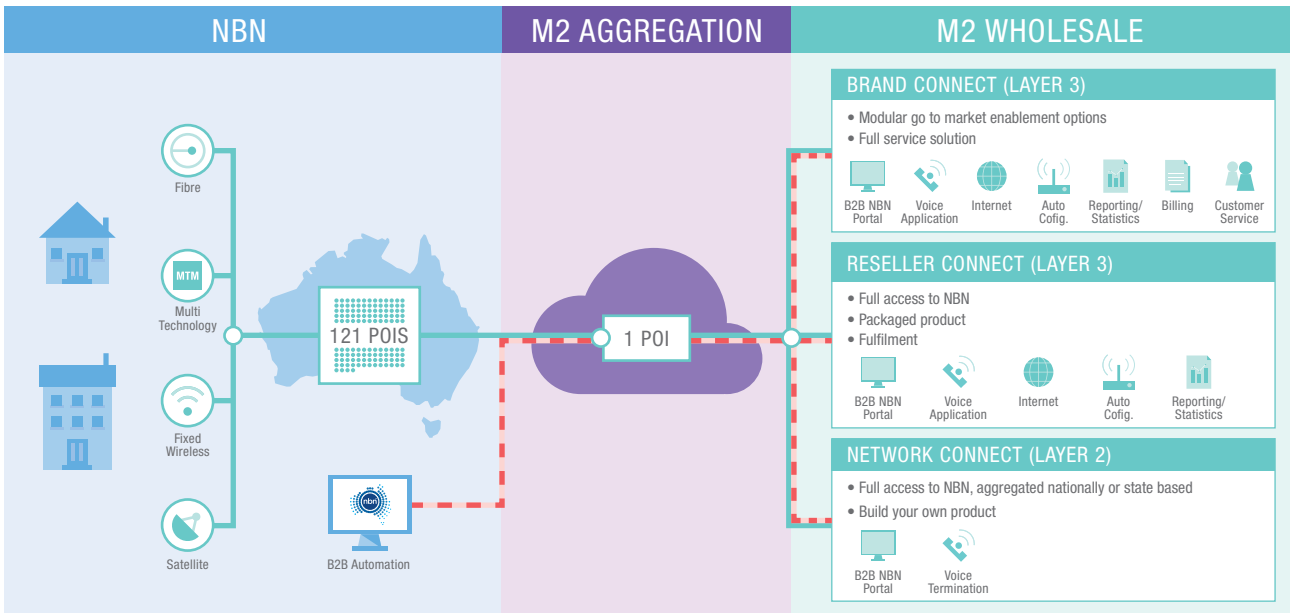 NBN
M2 AGGREGATION
M2 WHOLESALE
Fibre
MTM
Multi
Technology
Fixed
Wireless
Satellite
121 POIS
nbn
B2B Automation
1 POI
BRAND CONNECT (LAYER 3)
• Modular go to market enablement options
• Full service solution
B2B NBN
Portal
Voice
Application
Internet
Auto
Cofig.
Reporting/
Statistics
Billing
Customer
Service
RESELLER CONNECT (LAYER 3)
• Full access to NBN
• Packaged product
• Fulfilment
B2B NBN
Portal
Voice
Application
Internet
Auto
Cofig.
Reporting/
Statistics
NETWORK CONNECT (LAYER 2)
• Full access to NBN, aggregated nationally or state based
• Build your own product
B2B NBN
Portal
Voice
Termination